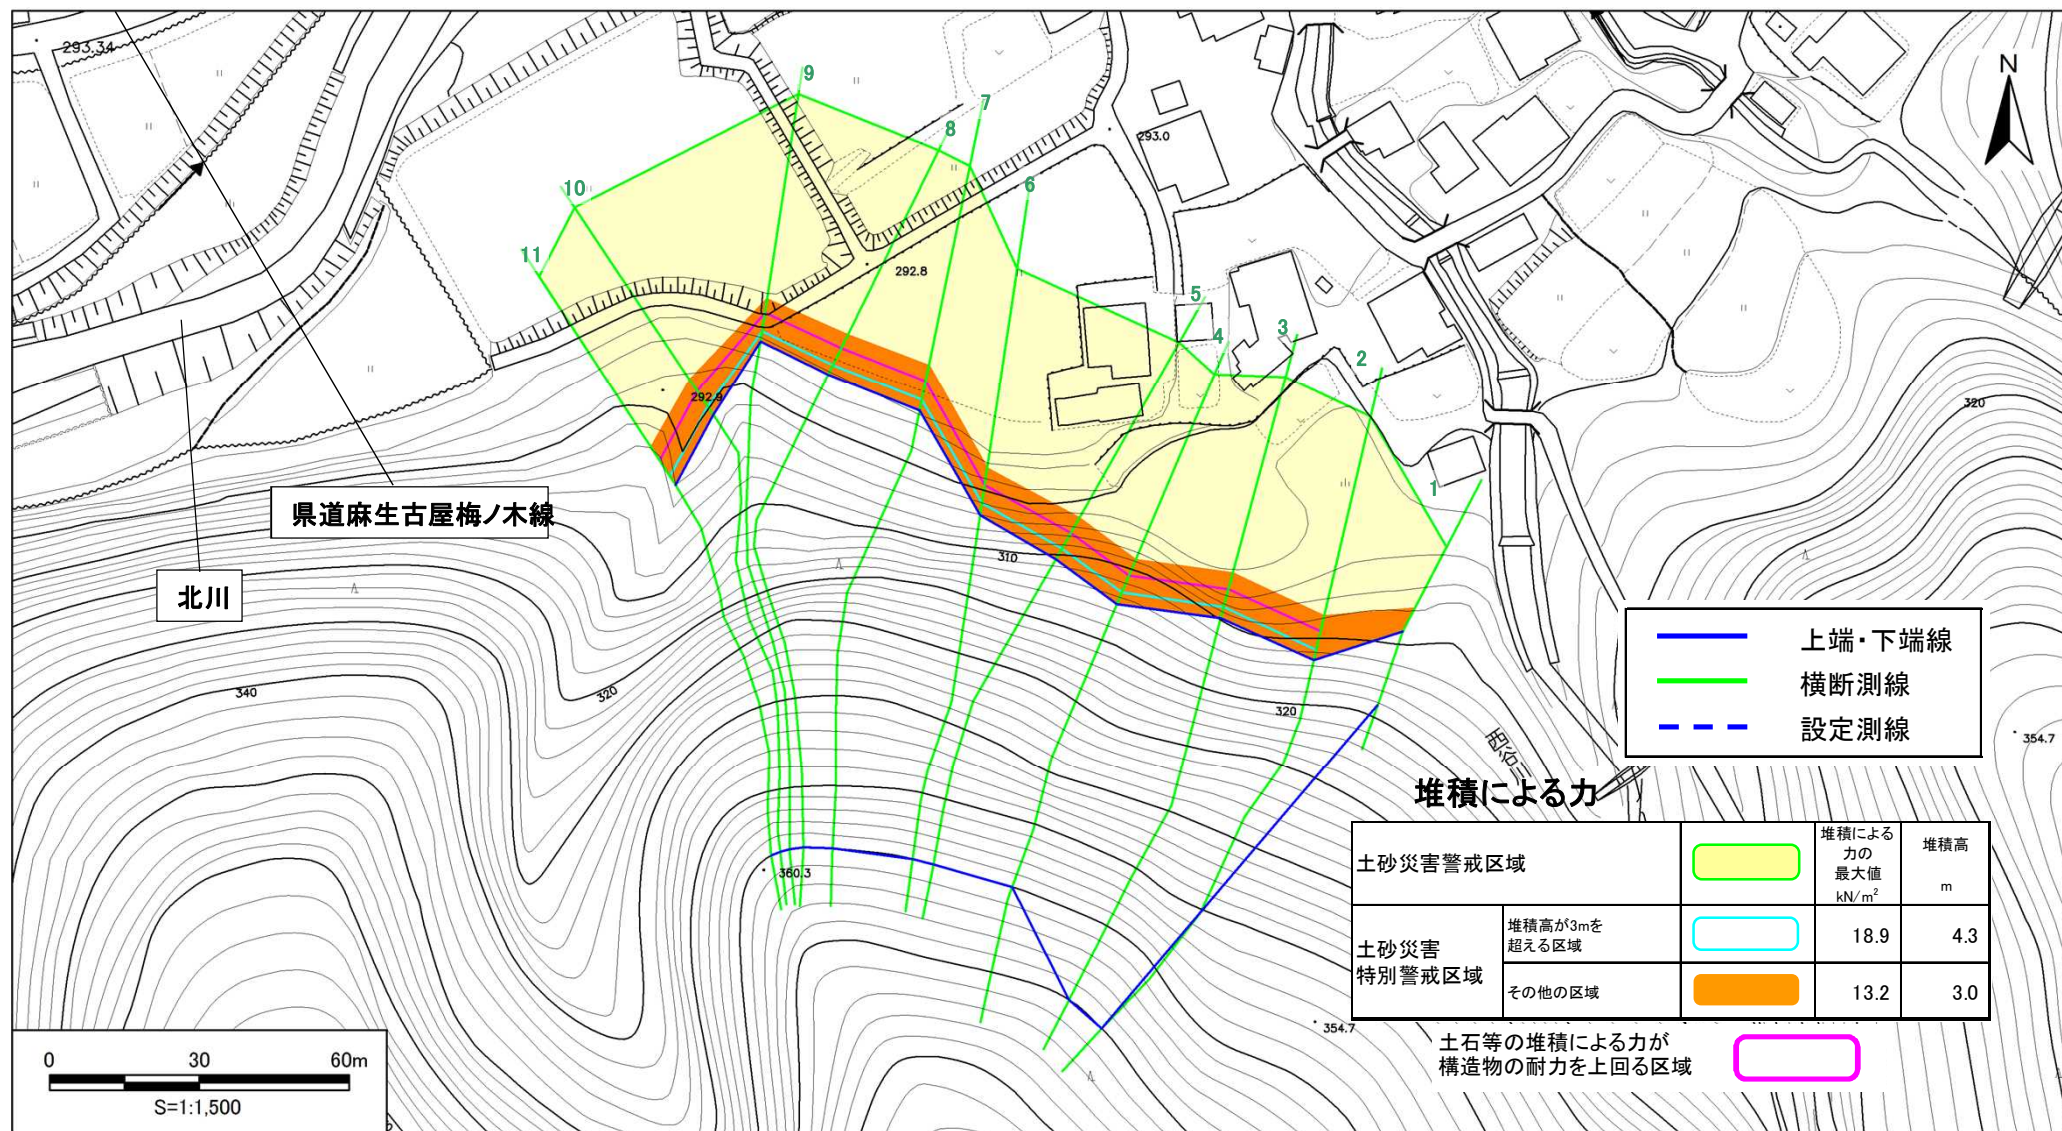 293.34
9
7
8
293.0
10
6
11
292.8
5
4
3
2
292.9
1
320
県道麻生古屋梅ノ木線
310
北川
340
320
320
354.7
360.3
354.7
N
上端・下端線
横断測線
設定測線
堆積による力
堆積による
力の
最大値
kN/m²
堆積高
m
土砂災害警戒区域
土砂災害
特別警戒区域
堆積高が3mを
超える区域
18.9
4.3
その他の区域
13.2
3.0
土石等の堆積による力が
構造物の耐力を上回る区域
0 30 60m
S=1:1,500